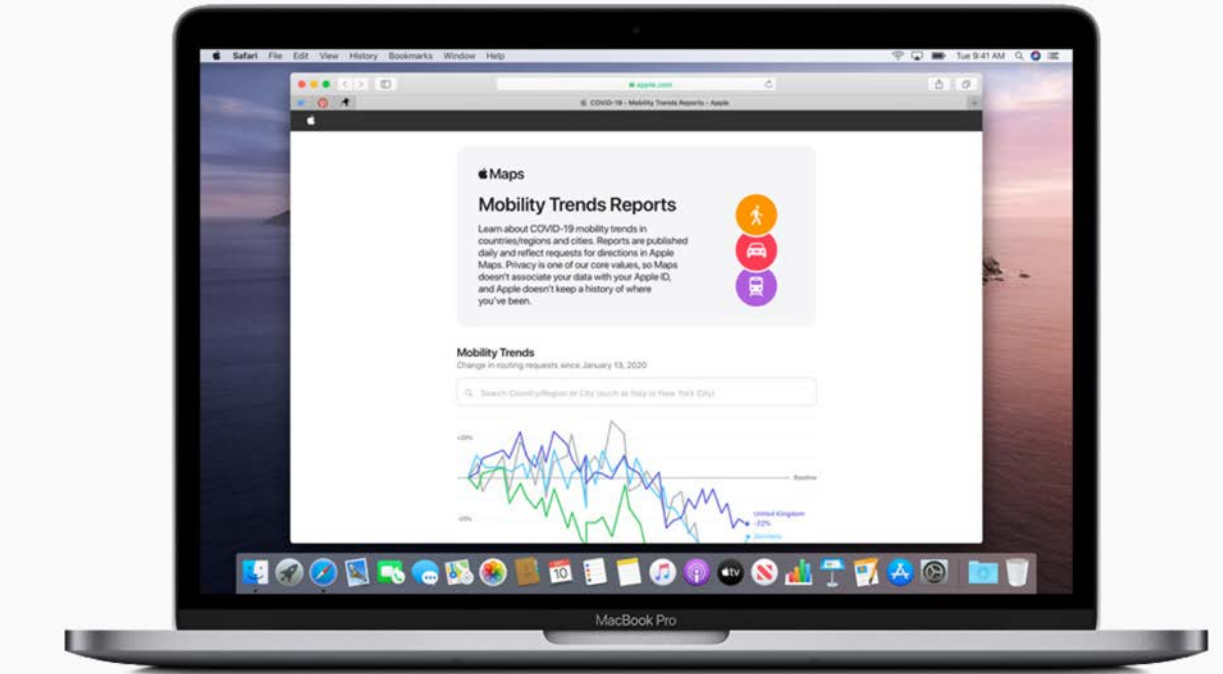 Safari File Edit View History Bookmarks Window Help Tue 9:41 AM
apple.com
COVID-19 - Mobility Trends Reports - Apple
Maps
Mobility Trends Reports
Learn about COVID-19 mobility trends in
countries/regions and cities. Reports are published
daily and reflect requests for directions in Apple
Maps. Privacy is one of our core values, so Maps
doesn't associate your data with your Apple ID,
and Apple doesn't keep a history of where
you've been.
Mobility Trends
Change in routing requests since January 13, 2020
Search Country/Region or City (such as Italy or New York City)
+20%
Baseline
-20%
United Kingdom
-22%
Germany
10
tv
MacBook Pro